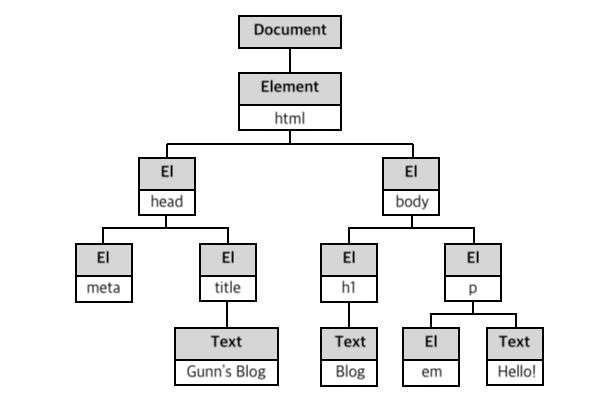 Document
Element
html
El
head
El
body
El
meta
El
title
El
h1
El
p
Text
Gunn's Blog
Text
Blog
El
em
Text
Hello!